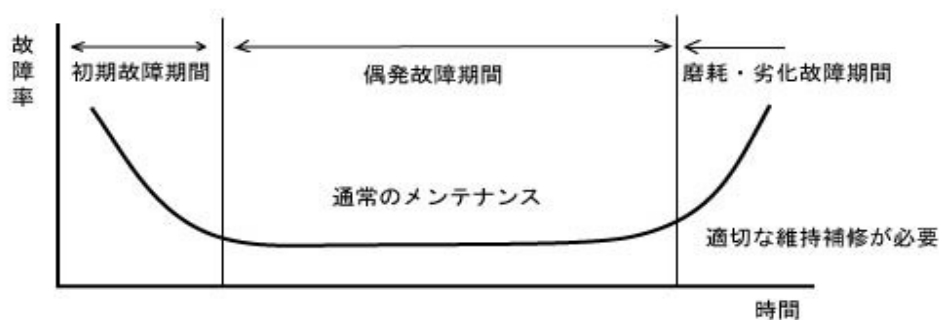 故障率
初期故障期間
偶発故障期間
磨耗・劣化故障期間
通常のメンテナンス
適切な維持補修が必要
時間